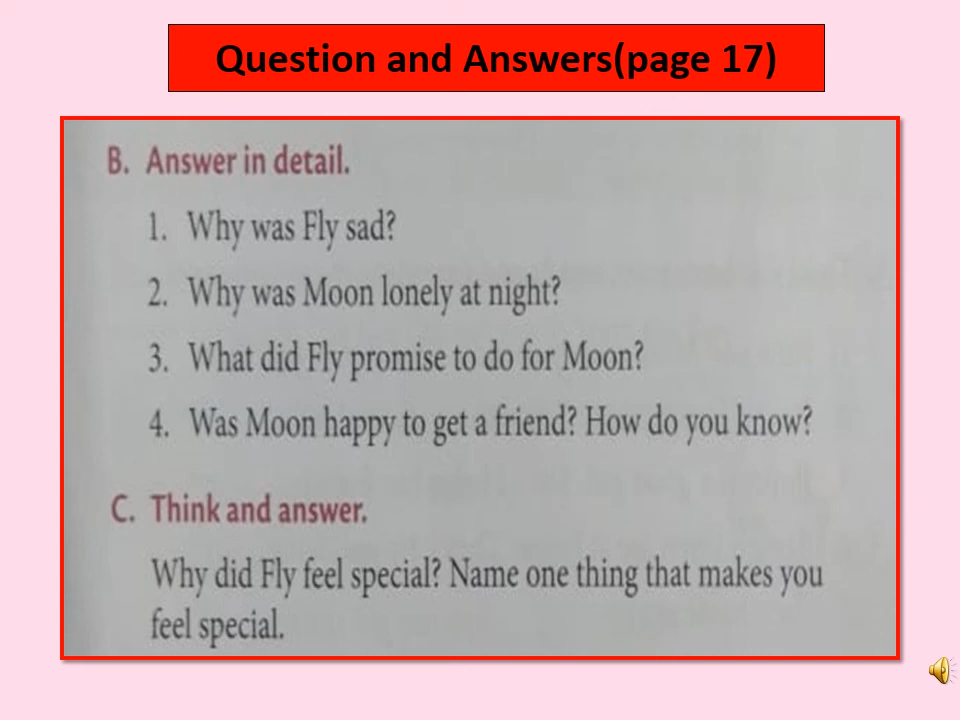 Question and Answers(page 17)
B. Answer in detail.
1. Why was Fly sad?
2. Why was Moon lonely at night?
3. What did Fly promise to do for Moon?
4. Was Moon happy to get a friend? How do you know?
C. Think and answer.
Why did Fly feel special? Name one thing that makes you
feel special.